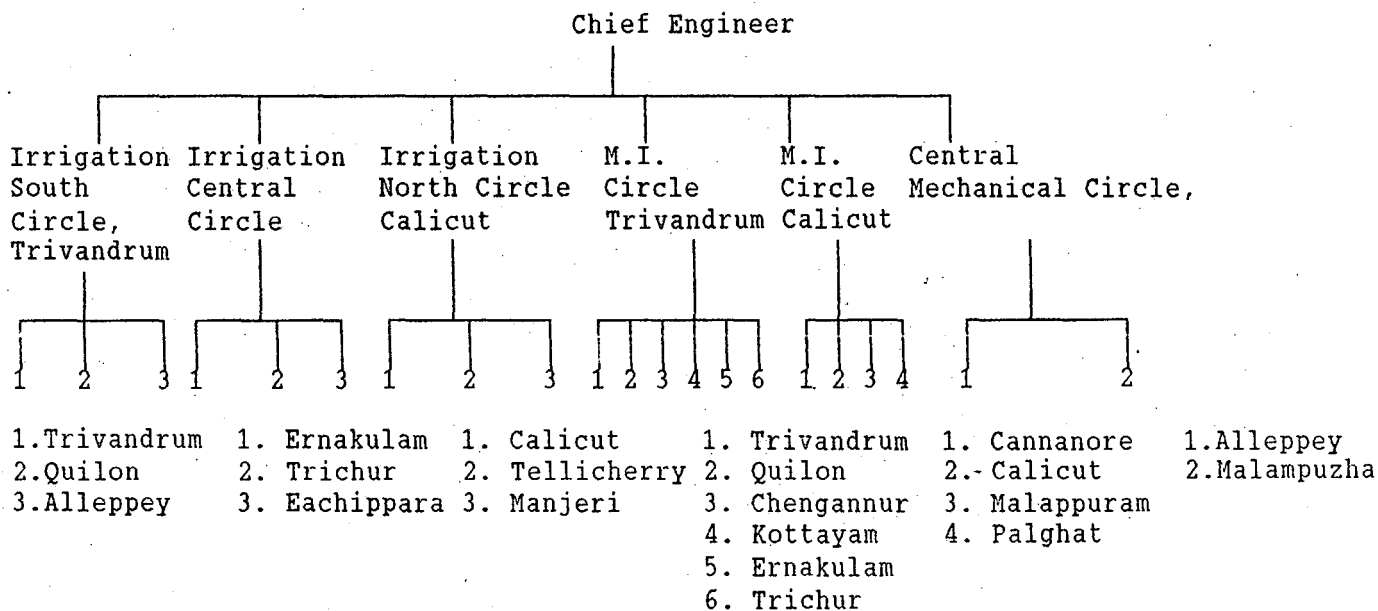 Chief Engineer
Irrigation Irrigation Irrigation M.I. M.I. Central
South Central North Circle Circle Circle Mechanical Circle,
Circle, Circle Calicut Trivandrum Calicut
Trivandrum
1 2 3 1 2 3 1 2 3 1 2 3 4 5 6 1 2 3 4 1 2
1.Trivandrum 1. Ernakulam 1. Calicut 1. Trivandrum 1. Cannanore 1.Alleppey
2.Quilon 2. Trichur 2. Tellicherry 2. Quilon 2. Calicut 2.Malampuzha
3.Alleppey 3. Eachippara 3. Manjeri 3. Chengannur 3. Malappuram
4. Kottayam 4. Palghat
5. Ernakulam
6. Trichur